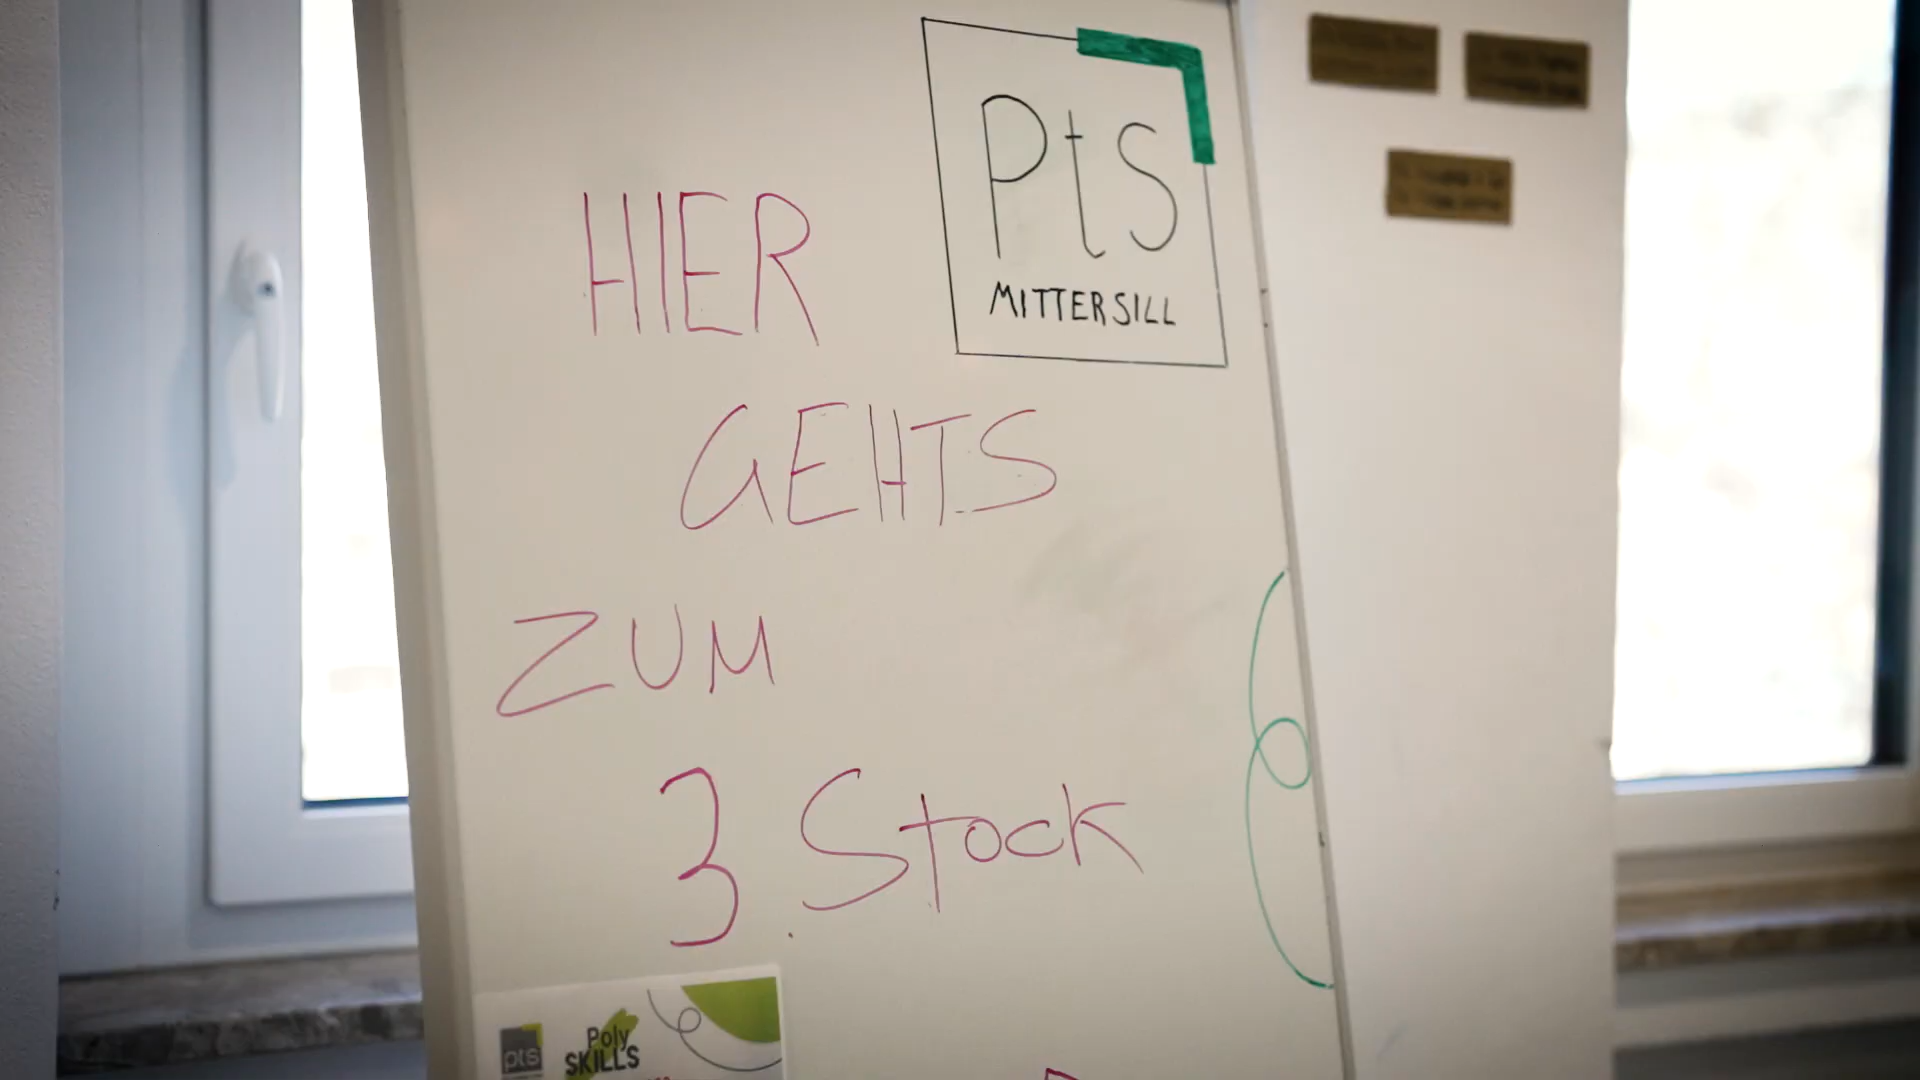 Pts
MITTERSILL
HIER
GEHTS
ZUM
3. Stock
pts
Poly
SKILLS